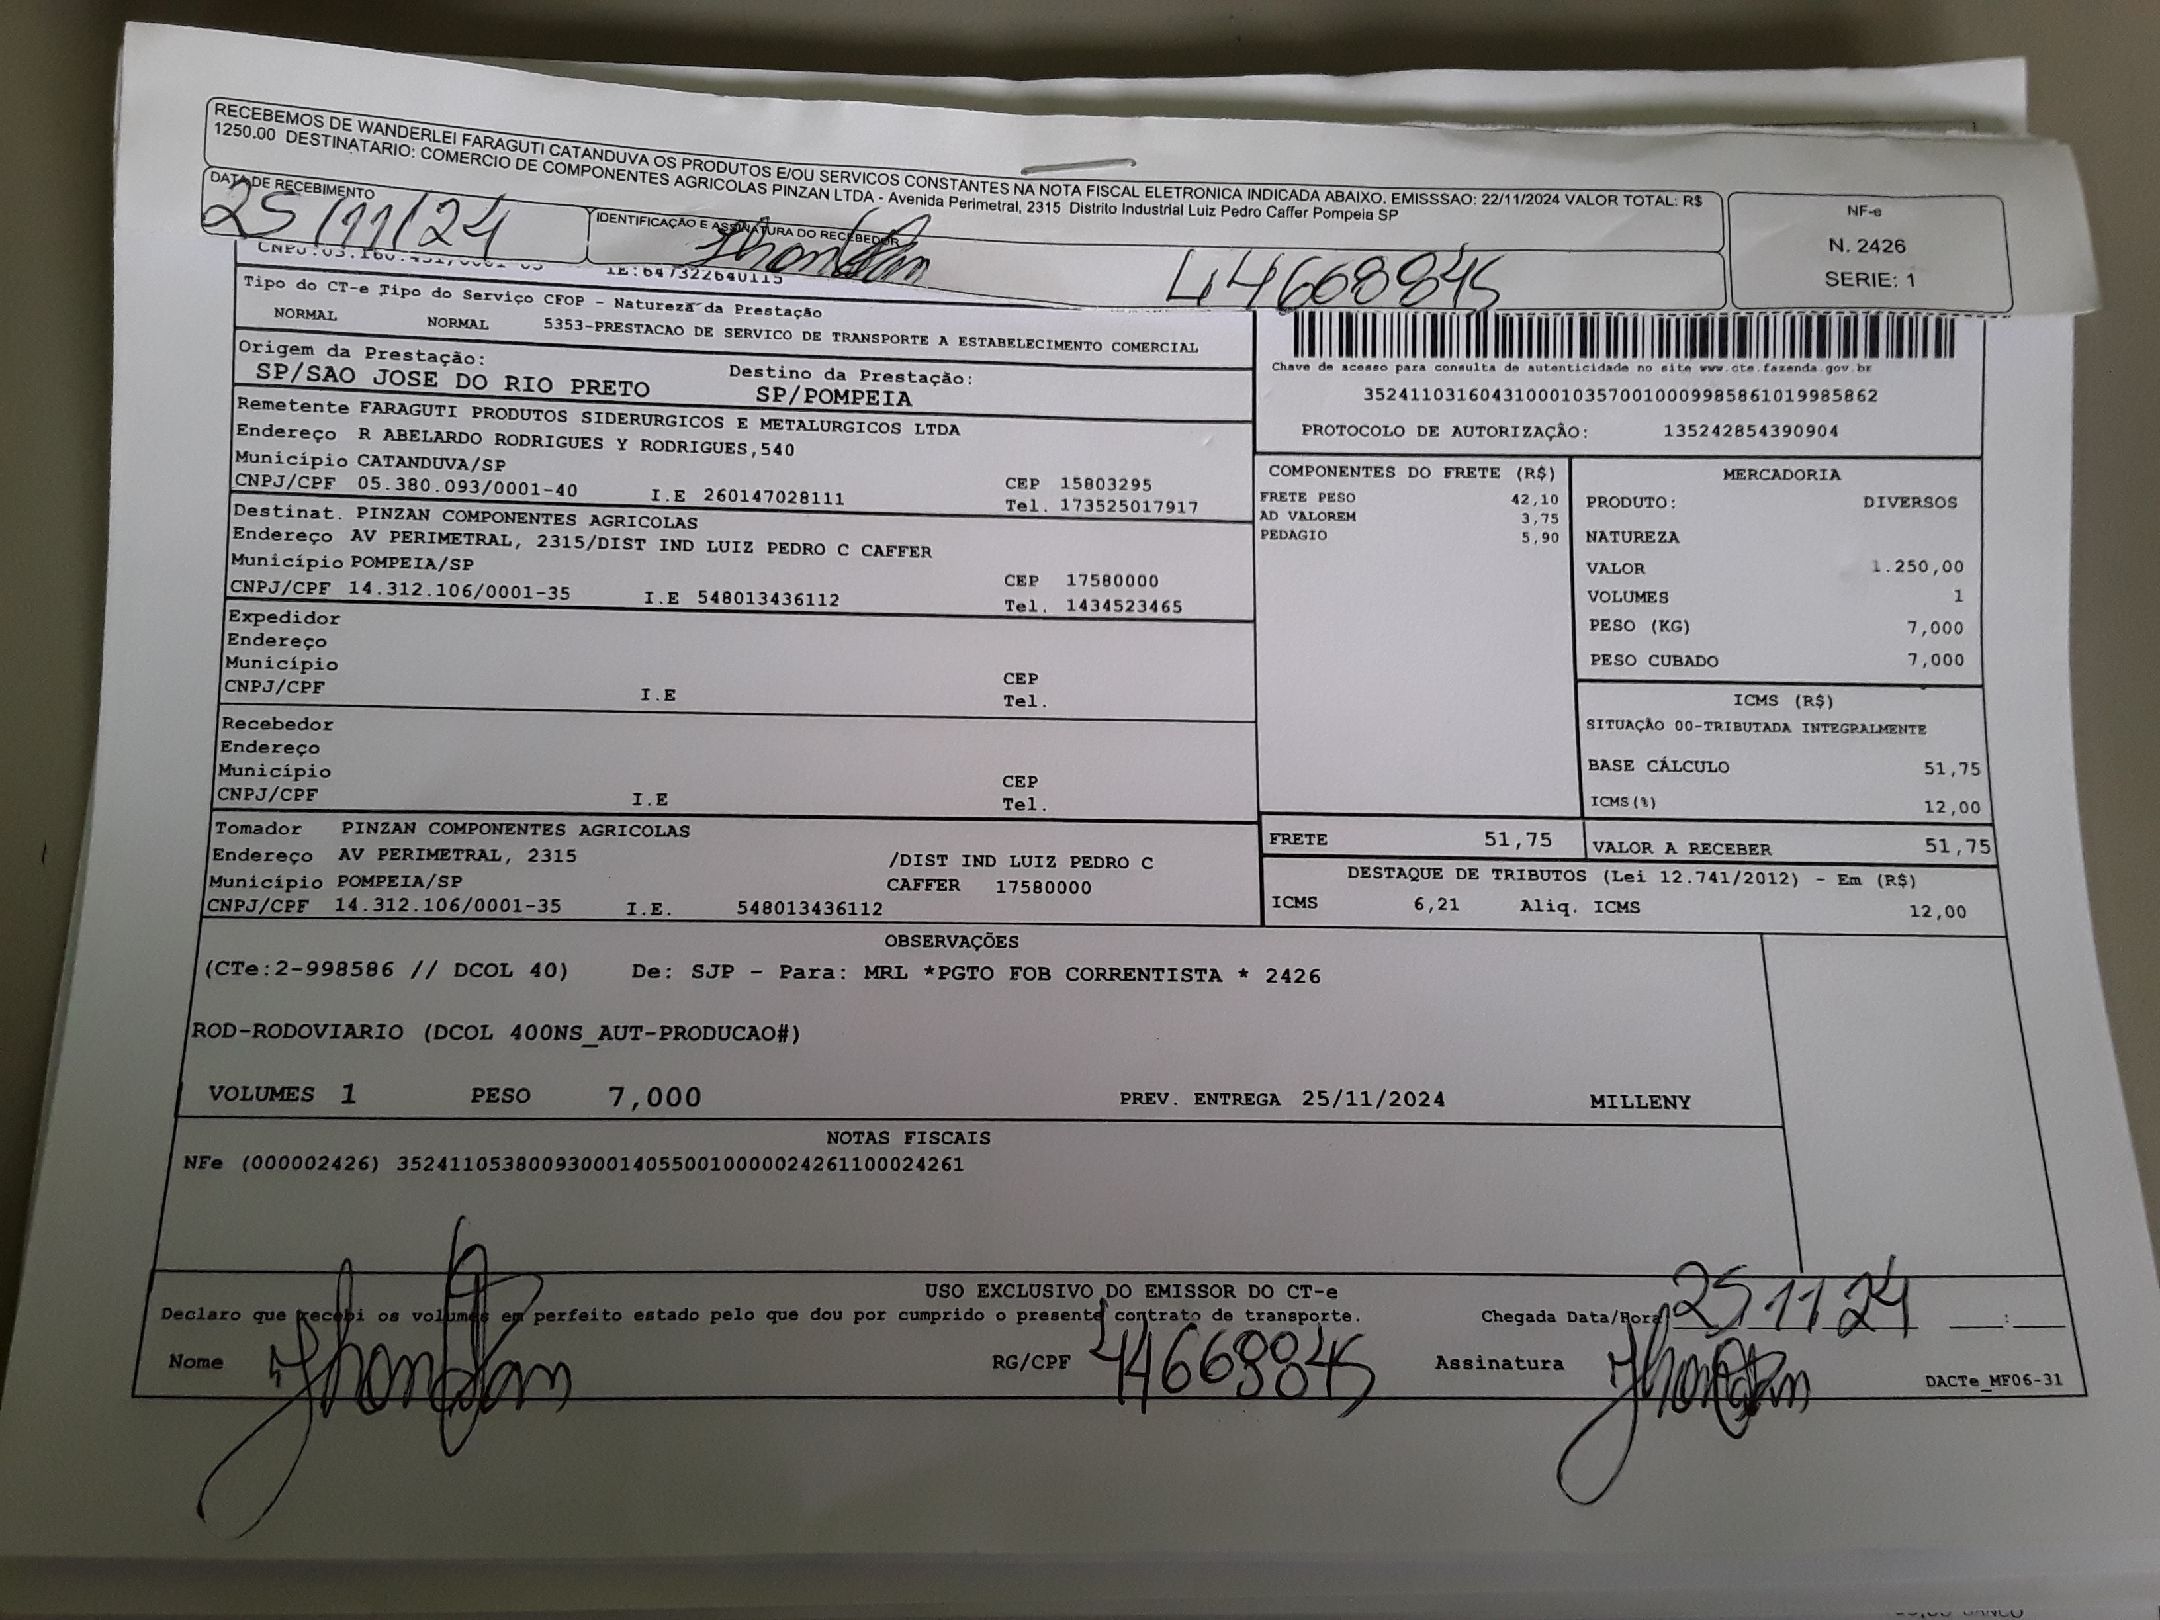 RECEBEMOS DE WANDERLEI FARAGUTI CATANDUVA OS PRODUTOS E/OU SERVICOS CONSTANTES NA NOTA FISCAL ELETRONICA INDICADA ABAIXO. EMISSSAO: 22/11/2024 VALOR TOTAL: R$
1250.00 DESTINATARIO: COMERCIO DE COMPONENTES AGRICOLAS PINZAN LTDA - Avenida Perimetral, 2315 Distrito Industrial Luiz Pedro Caffer Pompeia SP
NF-e
N. 2426
SERIE: 1
DATA DE RECEBIMENTO
25/11/24
IDENTIFICAÇÃO E ASSINATURA DO RECEBEDOR
44668845
IE:647322640115
Tipo do CT-e Tipo do Serviço CFOP - Natureza da Prestação
NORMAL NORMAL 5353-PRESTACAO DE SERVICO DE TRANSPORTE A ESTABELECIMENTO COMERCIAL
Origem da Prestação: Destino da Prestação:
SP/SAO JOSE DO RIO PRETO SP/POMPEIA
Chave de acesso para consulta de autenticidade no site www.cte.fazenda.gov.br
35241103160431000103570010009985861019985862
PROTOCOLO DE AUTORIZAÇÃO: 135242854390904
Remetente FARAGUTI PRODUTOS SIDERURGICOS E METALURGICOS LTDA
Endereço R ABELARDO RODRIGUES Y RODRIGUES,540
Município CATANDUVA/SP CEP 15803295
CNPJ/CPF 05.380.093/0001-40 I.E 260147028111 Tel. 173525017917
Destinat. PINZAN COMPONENTES AGRICOLAS
Endereço AV PERIMETRAL, 2315/DIST IND LUIZ PEDRO C CAFFER
Município POMPEIA/SP CEP 17580000
CNPJ/CPF 14.312.106/0001-35 I.E 548013436112 Tel. 1434523465
Expedidor
Endereço
Município CEP
CNPJ/CPF I.E Tel.
Recebedor
Endereço
Município CEP
CNPJ/CPF I.E Tel.
Tomador PINZAN COMPONENTES AGRICOLAS
Endereço AV PERIMETRAL, 2315 /DIST IND LUIZ PEDRO C
Município POMPEIA/SP CAFFER 17580000
CNPJ/CPF 14.312.106/0001-35 I.E. 548013436112
COMPONENTES DO FRETE (R$)
FRETE PESO 42,10
AD VALOREM 3,75
PEDAGIO 5,90
MERCADORIA
PRODUTO: DIVERSOS
NATUREZA
VALOR 1.250,00
VOLUMES 1
PESO (KG) 7,000
PESO CUBADO 7,000
ICMS (R$)
SITUAÇÃO 00-TRIBUTADA INTEGRALMENTE
BASE CÁLCULO 51,75
ICMS(%) 12,00
FRETE 51,75 VALOR A RECEBER 51,75
DESTAQUE DE TRIBUTOS (Lei 12.741/2012) - Em (R$)
ICMS 6,21 Aliq. ICMS 12,00
OBSERVAÇÕES
(CTe:2-998586 // DCOL 40) De: SJP - Para: MRL *PGTO FOB CORRENTISTA * 2426
ROD-RODOVIARIO (DCOL 400NS_AUT-PRODUCAO#)
VOLUMES 1 PESO 7,000 PREV. ENTREGA 25/11/2024 MILLENY
NOTAS FISCAIS
NFe (000002426) 35241105380093000140550010000024261100024261
USO EXCLUSIVO DO EMISSOR DO CT-e
Declaro que recebi os volumes em perfeito estado pelo que dou por cumprido o presente contrato de transporte. Chegada Data/Hora 25 11 24 :
Nome RG/CPF 44668845 Assinatura
DACTe_MF06-31